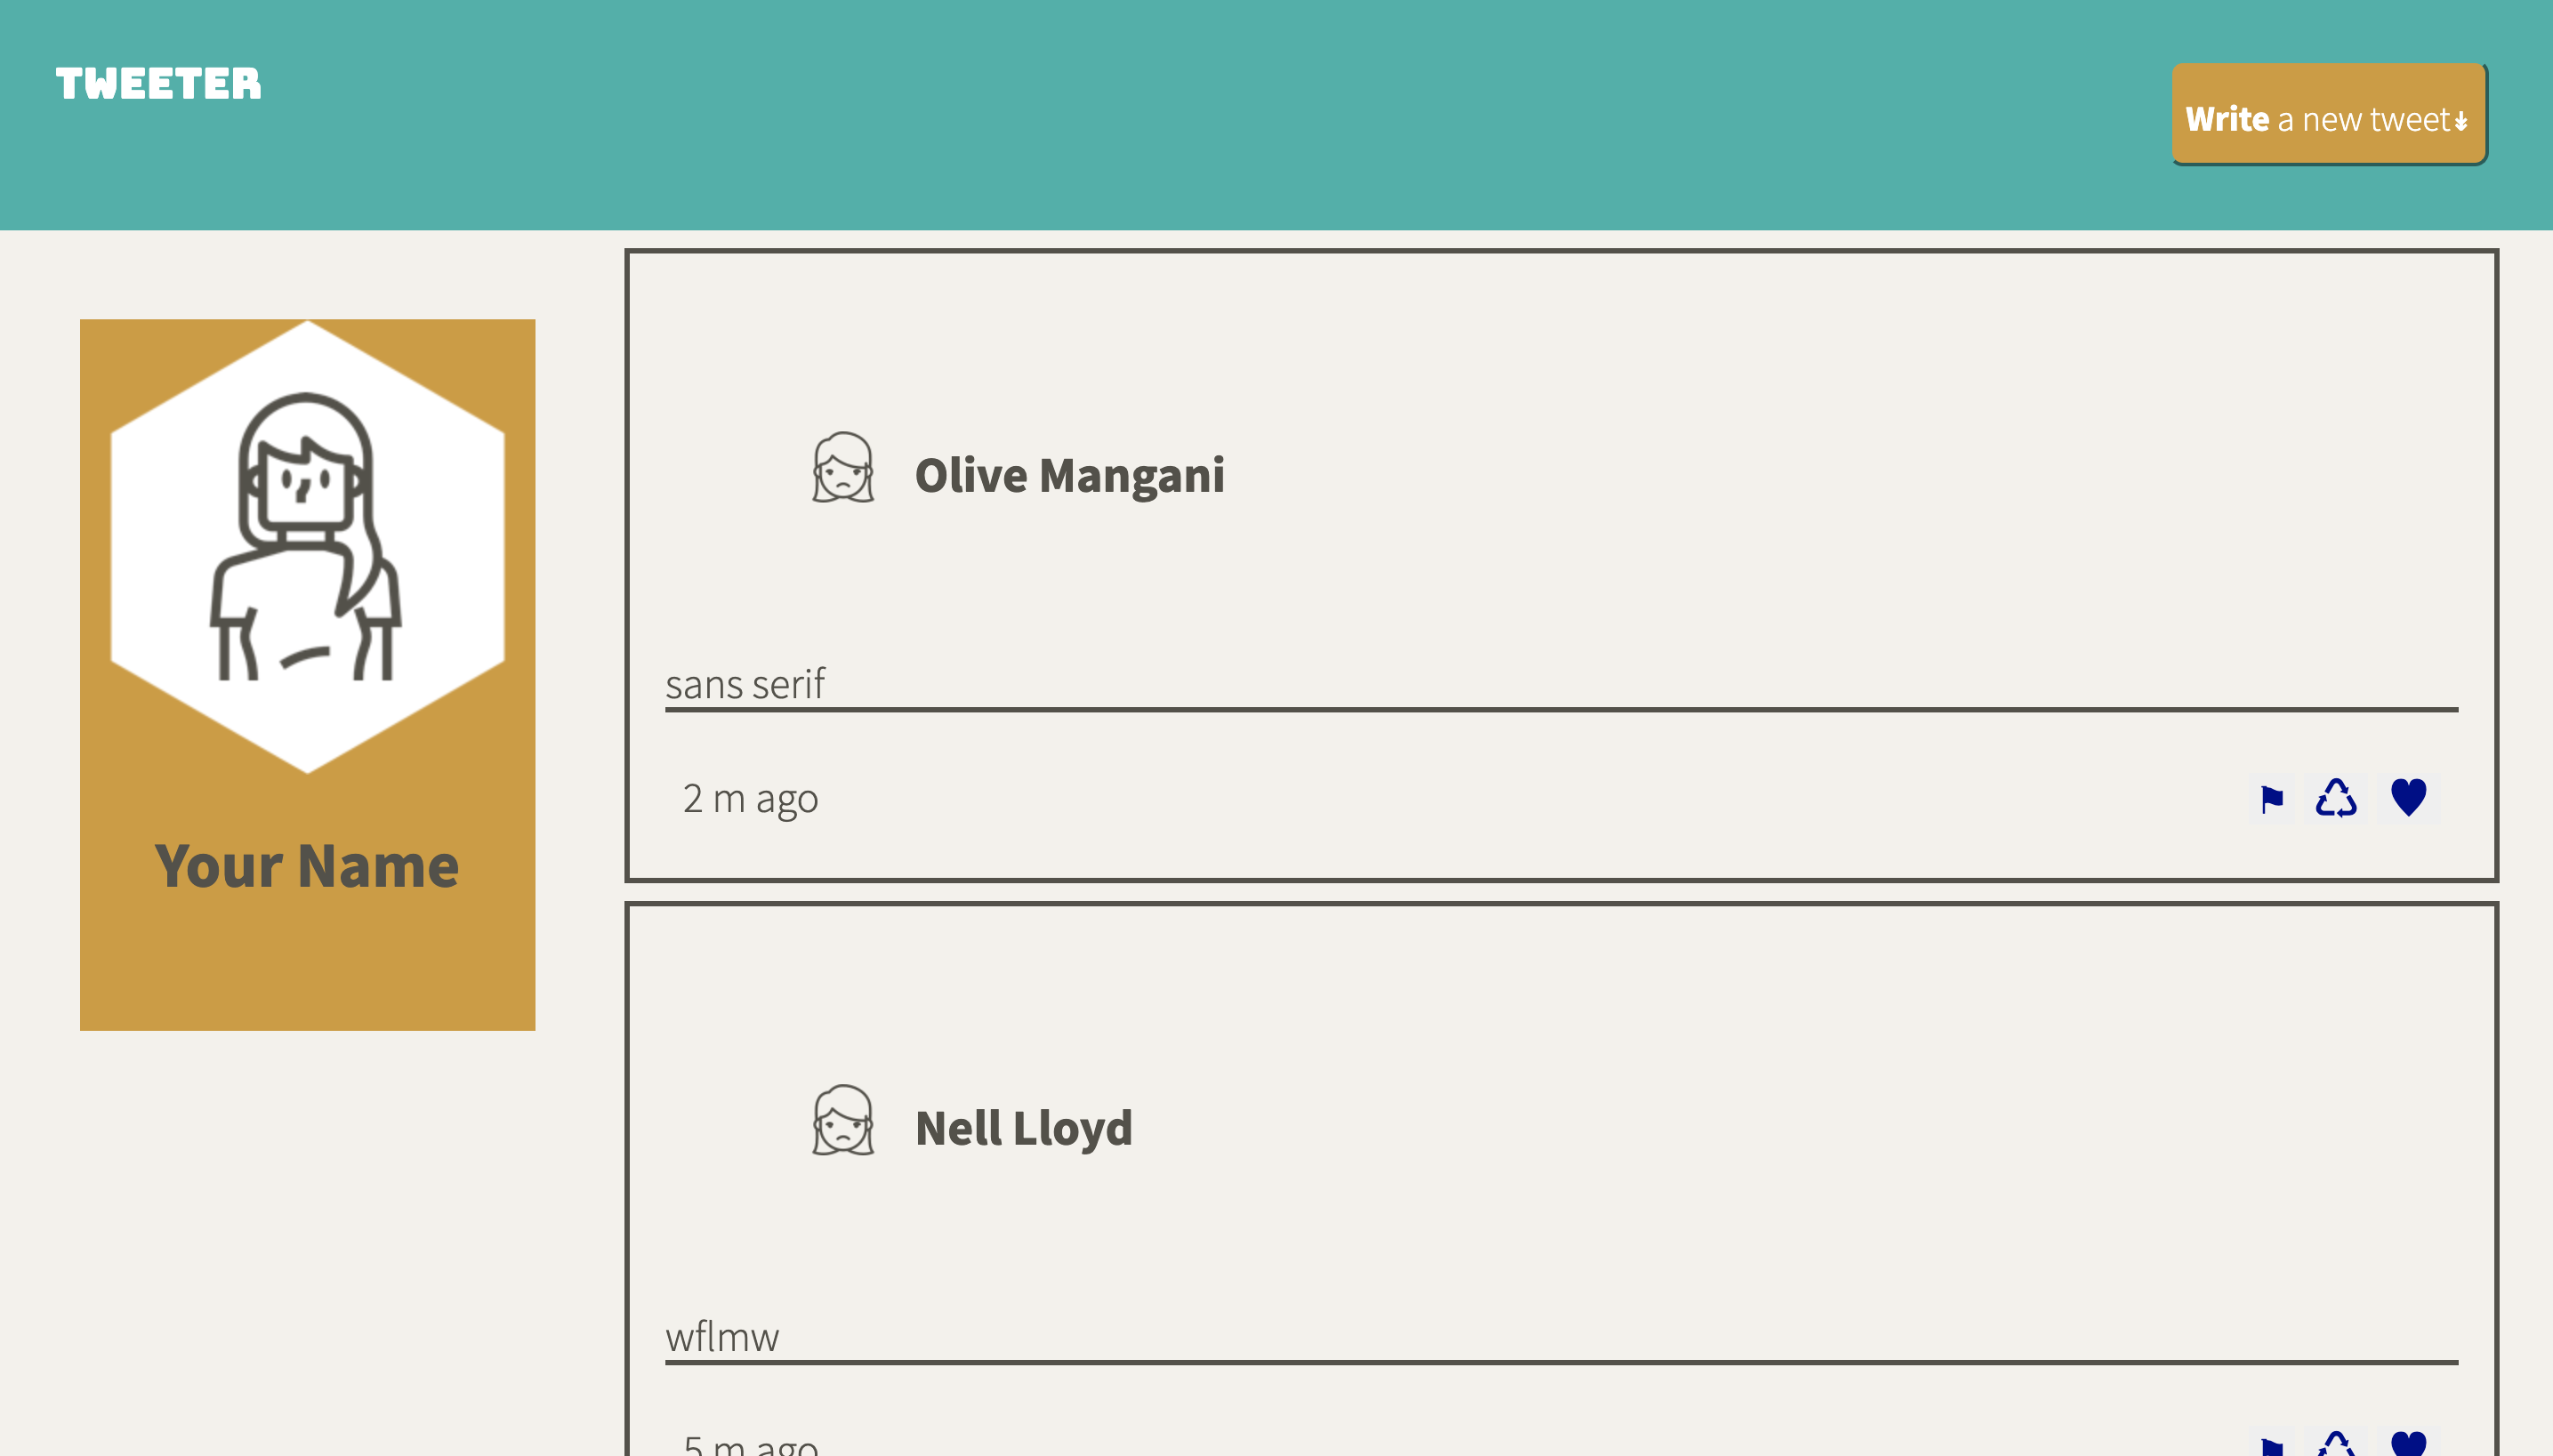 TWEETER
Write a new tweet↡
Your Name
Olive Mangani
sans serif
2 m ago
Nell Lloyd
wflmw
5 m ago